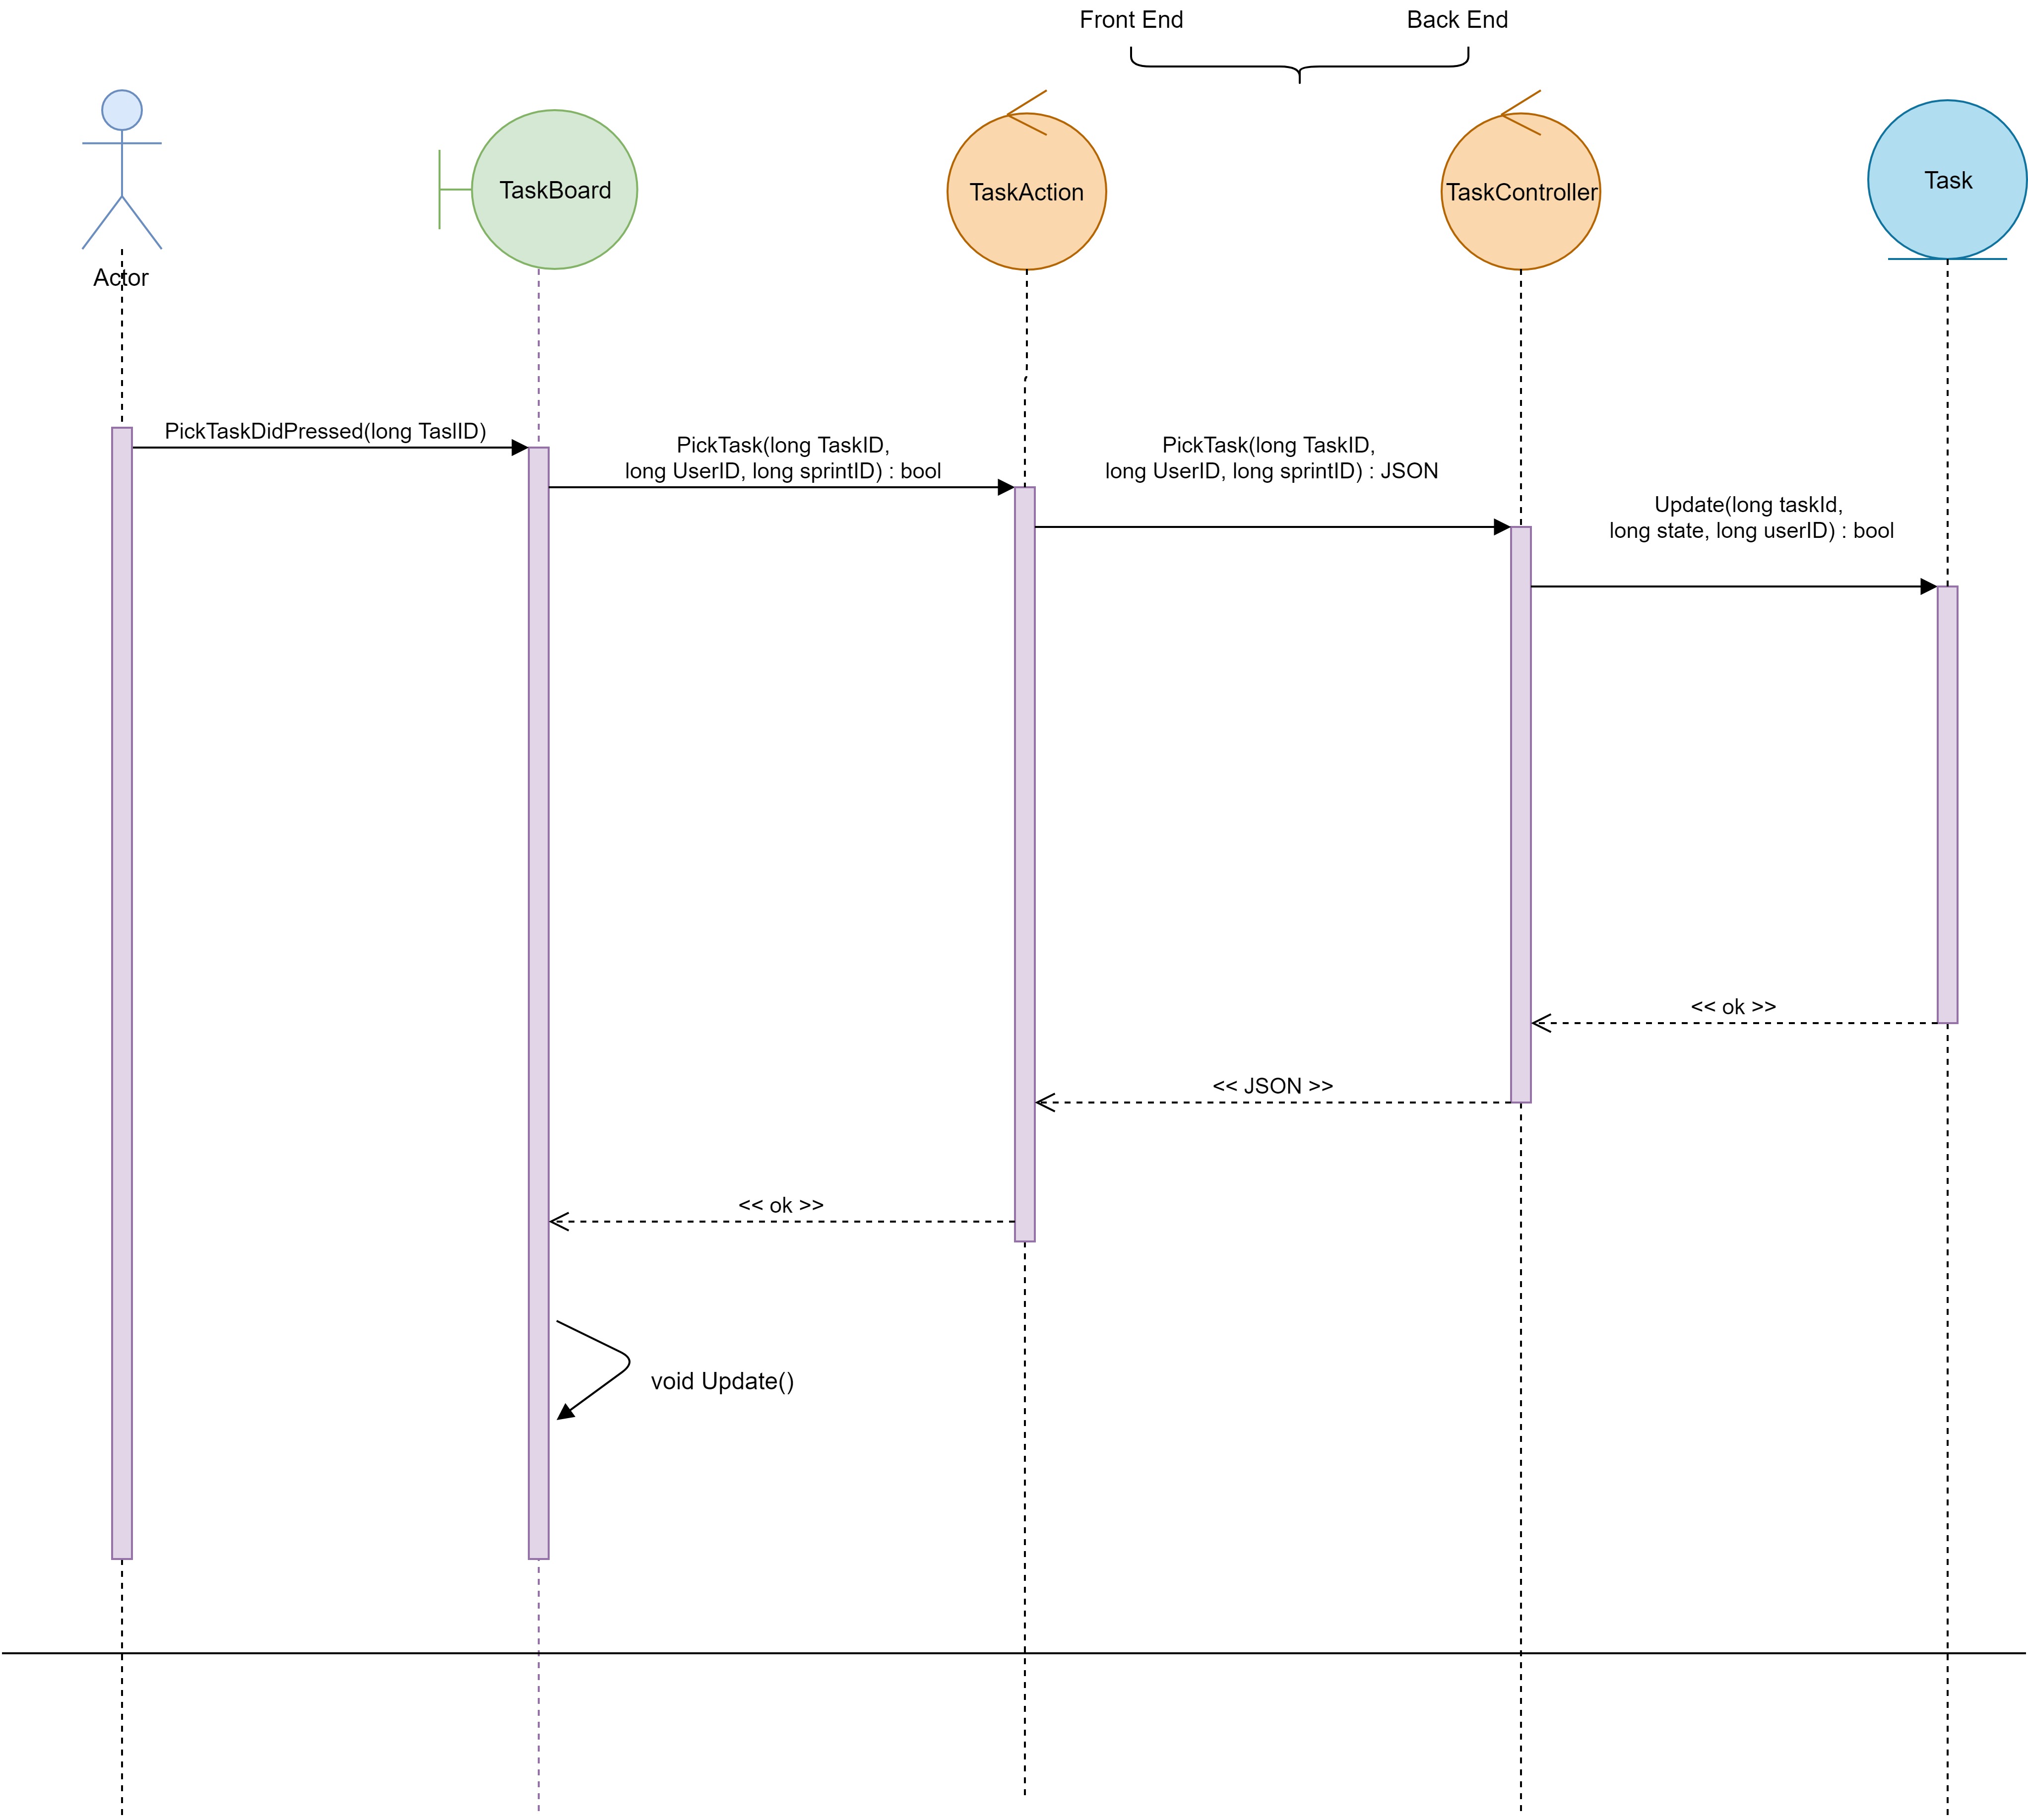 Front End
Back End
TaskBoard
TaskAction
TaskController
Task
Actor
PickTaskDidPressed(long TaslID)
PickTask(long TaskID,
long UserID, long sprintID) : bool
PickTask(long TaskID,
long UserID, long sprintID) : JSON
Update(long taskId,
long state, long userID) : bool
<< ok >>
<< JSON >>
<< ok >>
void Update()